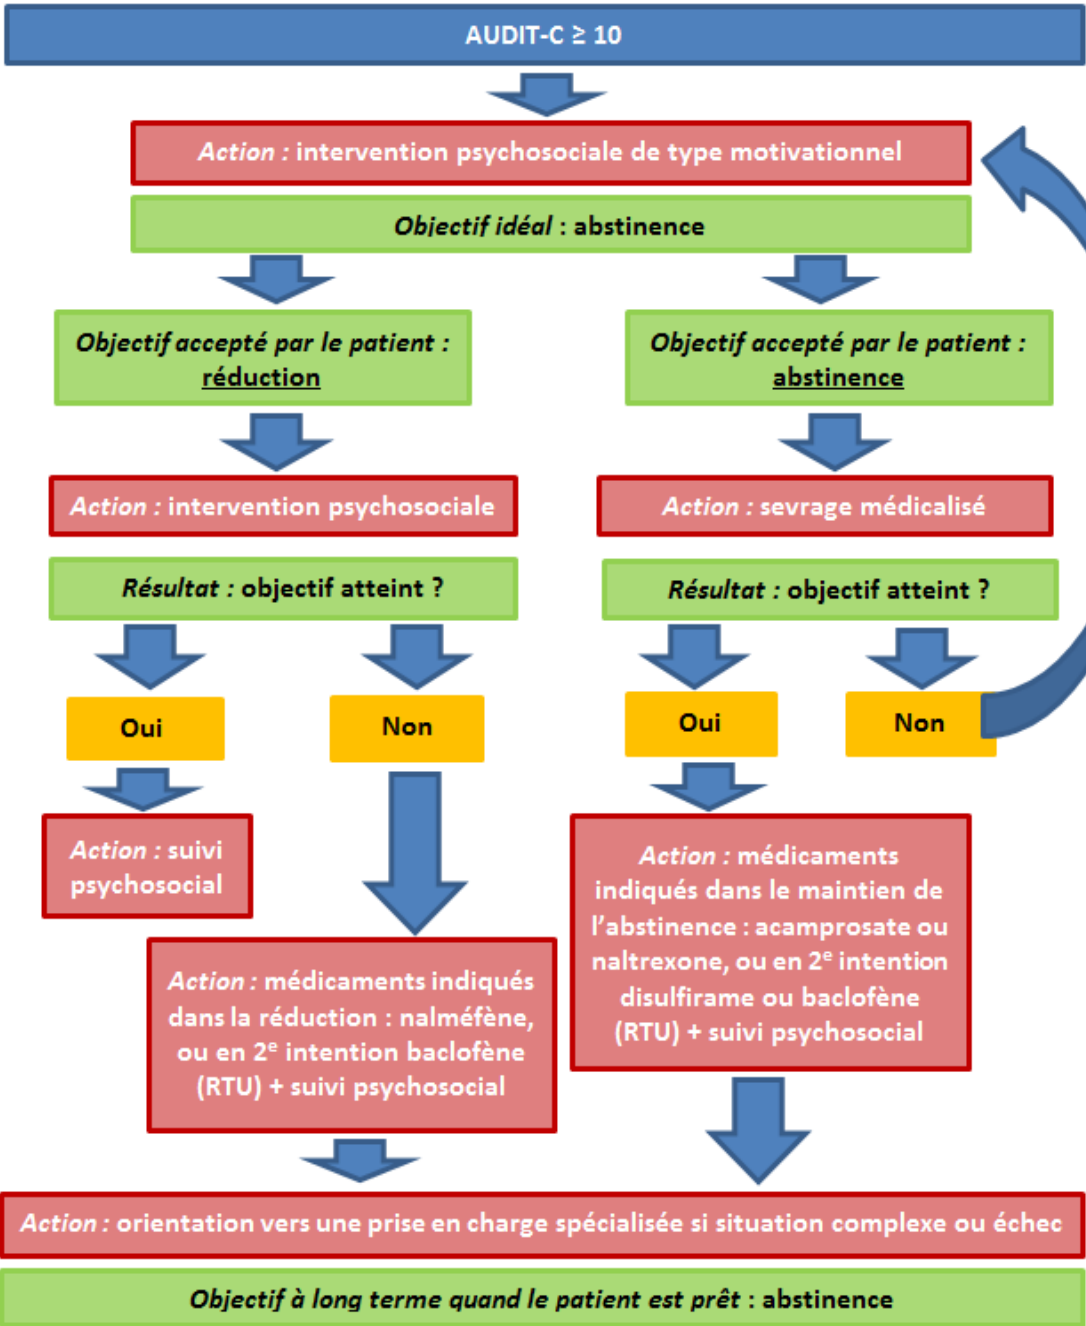 AUDIT-C ≥ 10
Action : intervention psychosociale de type motivationnel
Objectif idéal : abstinence
Objectif accepté par le patient :
réduction
Objectif accepté par le patient :
abstinence
Action : intervention psychosociale
Action : sevrage médicalisé
Résultat : objectif atteint ?
Résultat : objectif atteint ?
Oui
Non
Oui
Non
Action : suivi
psychosocial
Action : médicaments
indiqués dans le maintien de
l’abstinence : acamprosate ou
naltrexone, ou en 2e intention
disulfirame ou baclofène
(RTU) + suivi psychosocial
Action : médicaments indiqués
dans la réduction : nalméfène,
ou en 2e intention baclofène
(RTU) + suivi psychosocial
Action : orientation vers une prise en charge spécialisée si situation complexe ou échec
Objectif à long terme quand le patient est prêt : abstinence